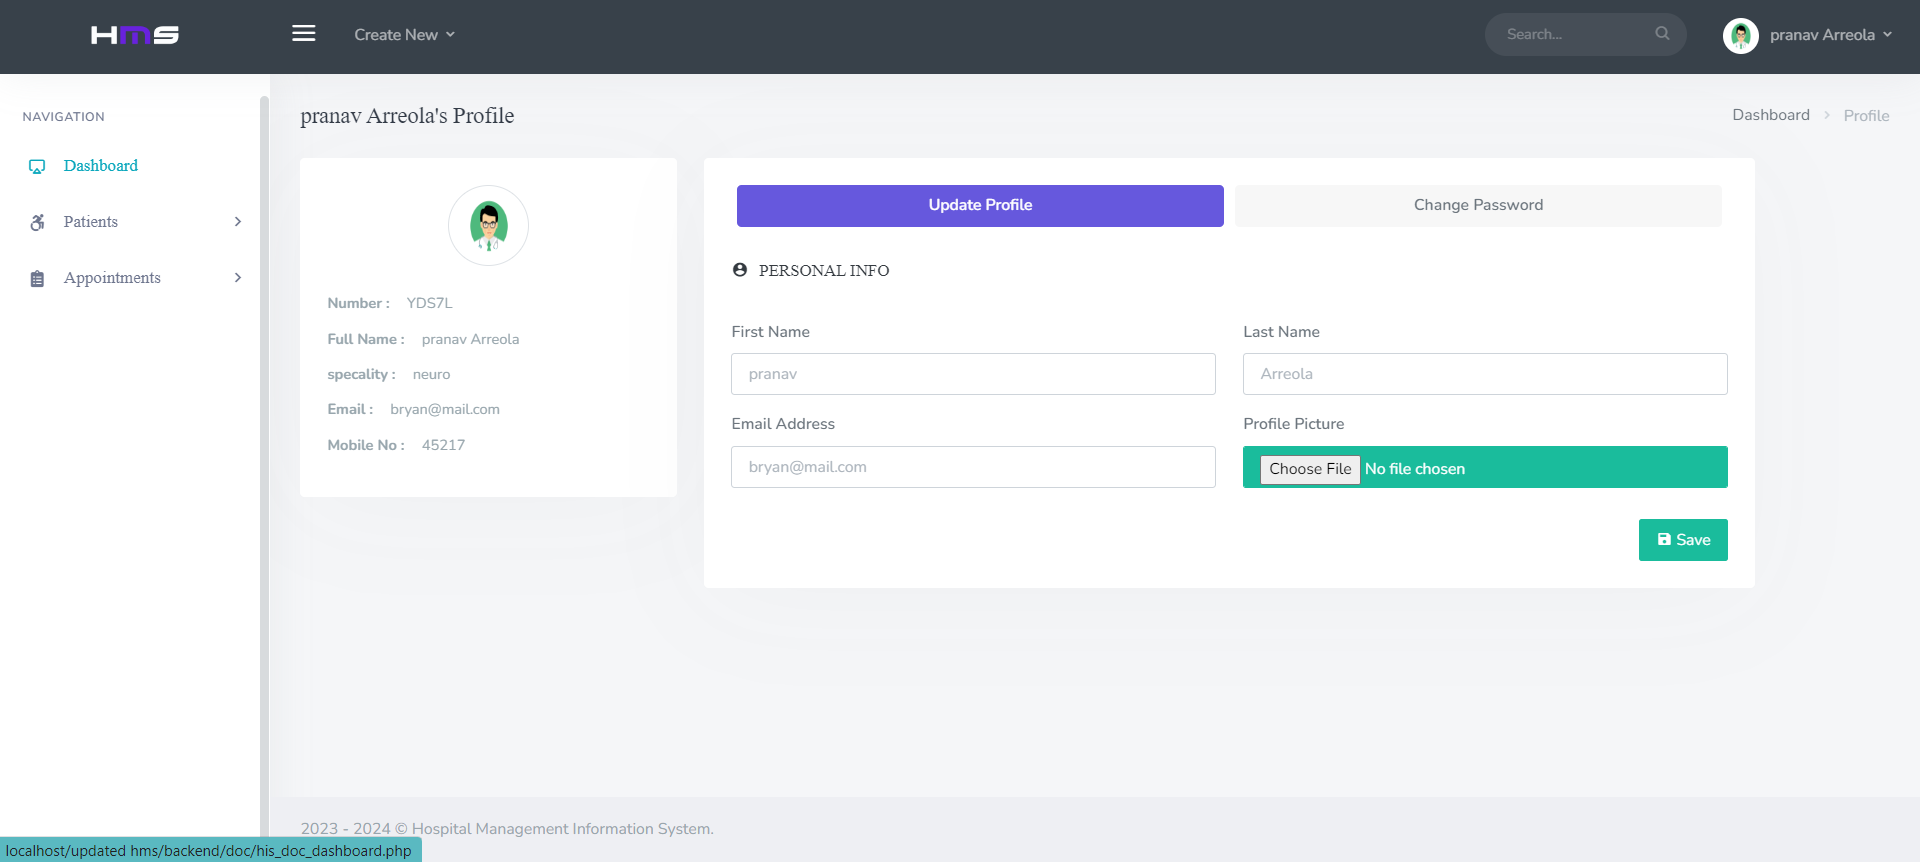 HMS
Create New
Search...
pranav Arreola
NAVIGATION
Dashboard
Patients
Appointments
pranav Arreola's Profile
Dashboard
Profile
Number : YDS7L
Full Name : pranav Arreola
specality : neuro
Email : bryan@mail.com
Mobile No : 45217
Update Profile
Change Password
PERSONAL INFO
First Name
Last Name
pranav
Arreola
Email Address
Profile Picture
bryan@mail.com
Choose File No file chosen
Save
2023 - 2024 © Hospital Management Information System.
localhost/updated hms/backend/doc/his_doc_dashboard.php